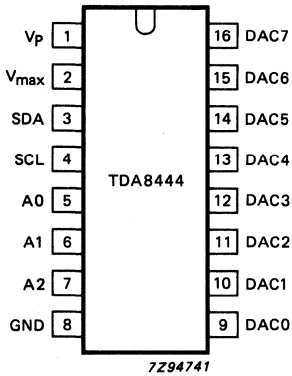 Vp 1 16 DAC7
Vmax 2 15 DAC6
SDA 3 14 DAC5
SCL 4 13 DAC4
TDA8444
A0 5 12 DAC3
A1 6 11 DAC2
A2 7 10 DAC1
GND 8 9 DAC0
7Z94741